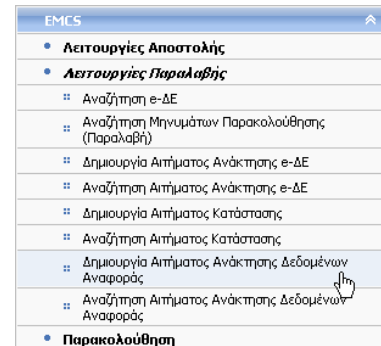 EMCS
Λειτουργίες Αποστολής
Λειτουργίες Παραλαβής
Αναζήτηση e-ΔΕ
Αναζήτηση Μηνυμάτων Παρακολούθησης
(Παραλαβή)
Δημιουργία Αιτήματος Ανάκτησης e-ΔΕ
Αναζήτηση Αιτήματος Ανάκτησης e-ΔΕ
Δημιουργία Αιτήματος Κατάστασης
Αναζήτηση Αιτήματος Κατάστασης
Δημιουργία Αιτήματος Ανάκτησης Δεδομένων
Αναφοράς
Αναζήτηση Αιτήματος Ανάκτησης Δεδομένων
Αναφοράς
Παρακολούθηση